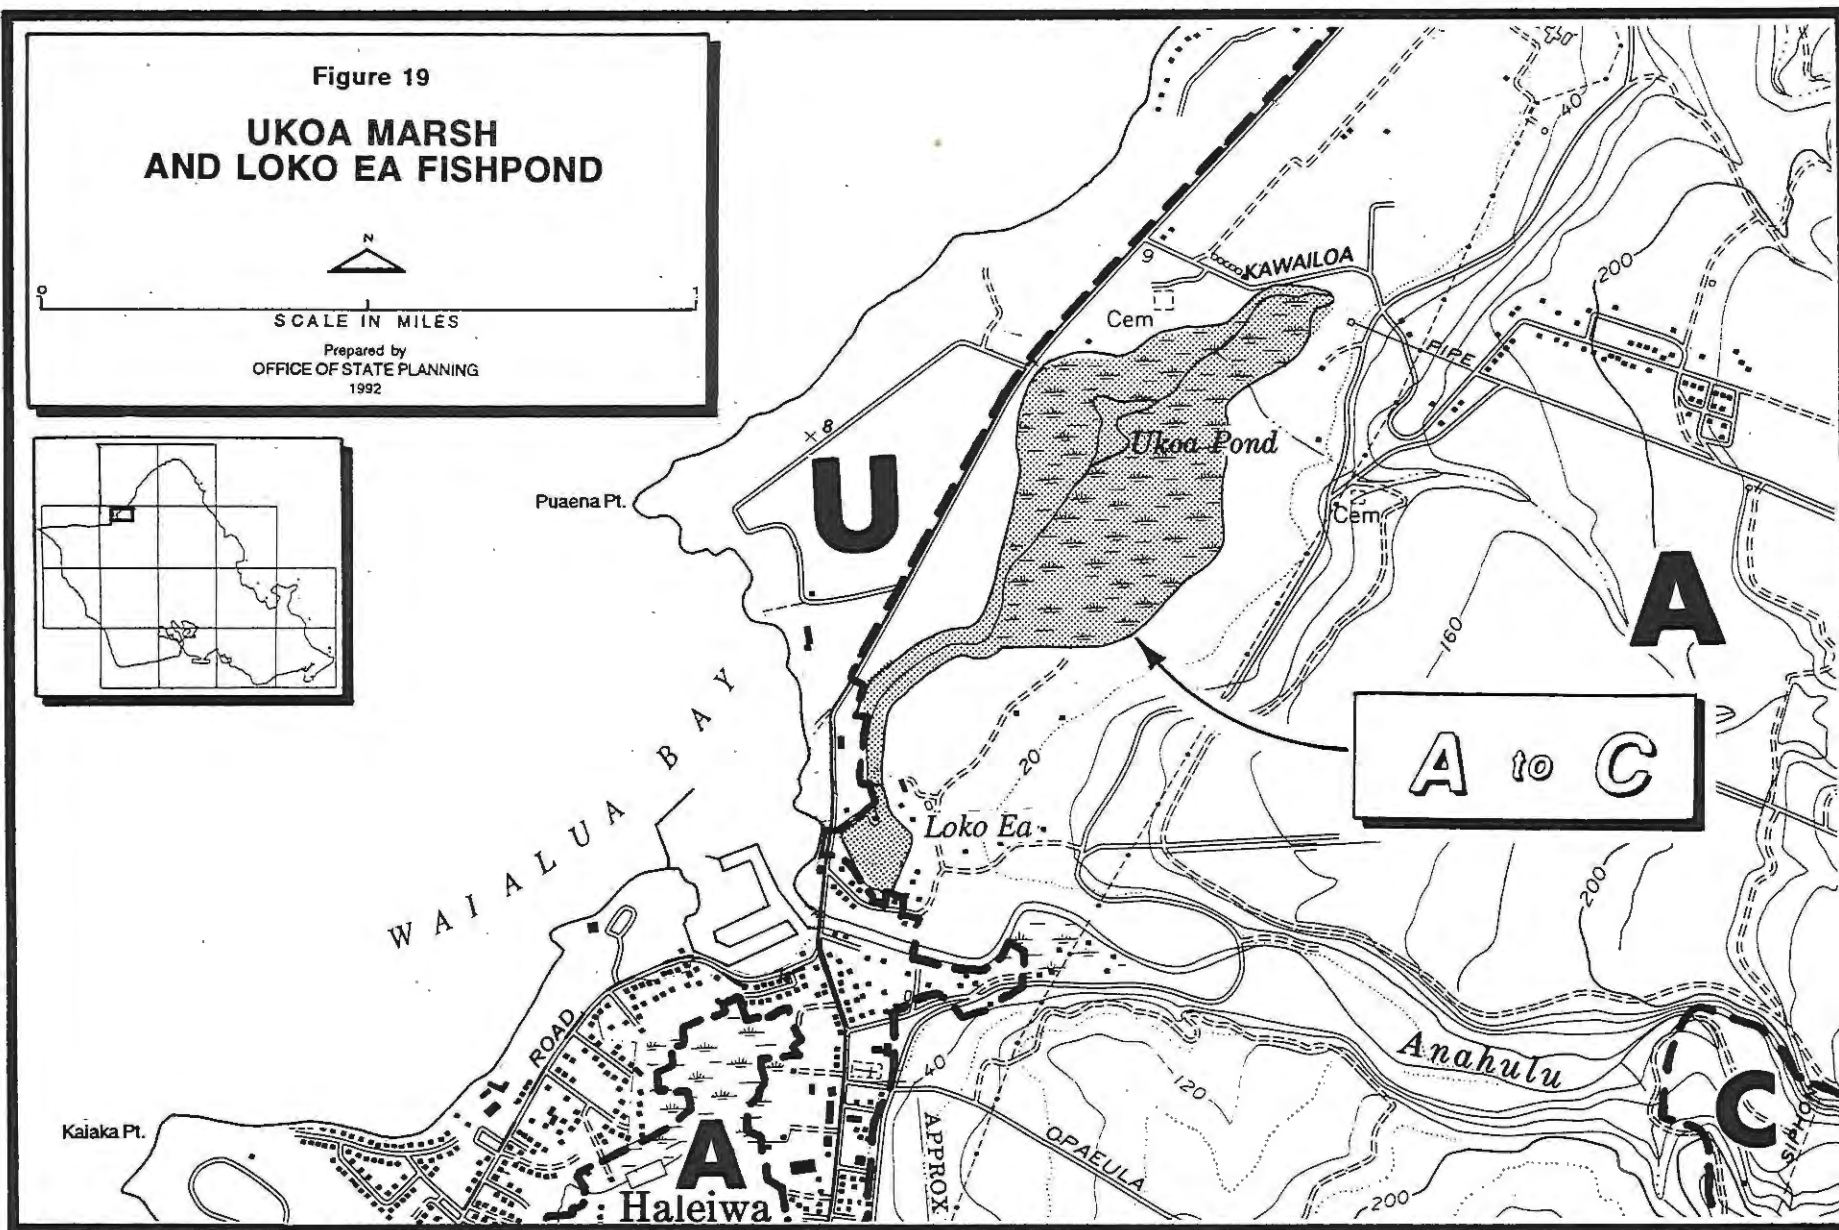 Figure 19
UKOA MARSH
AND LOKO EA FISHPOND
N
0 1
SCALE IN MILES
Prepared by
OFFICE OF STATE PLANNING
1992
40
9
KAWAILOA
200
Cem
PIPE
8
Ukoa Pond
U
Puaena Pt.
Cem
A
160
WAIALUA BAY
20
A to C
Loko Ea
200
ROAD
Anahulu
40
120
C
SIPHON
Kaiaka Pt.
A
APPROX
OPAEULA
200
Haleiwa